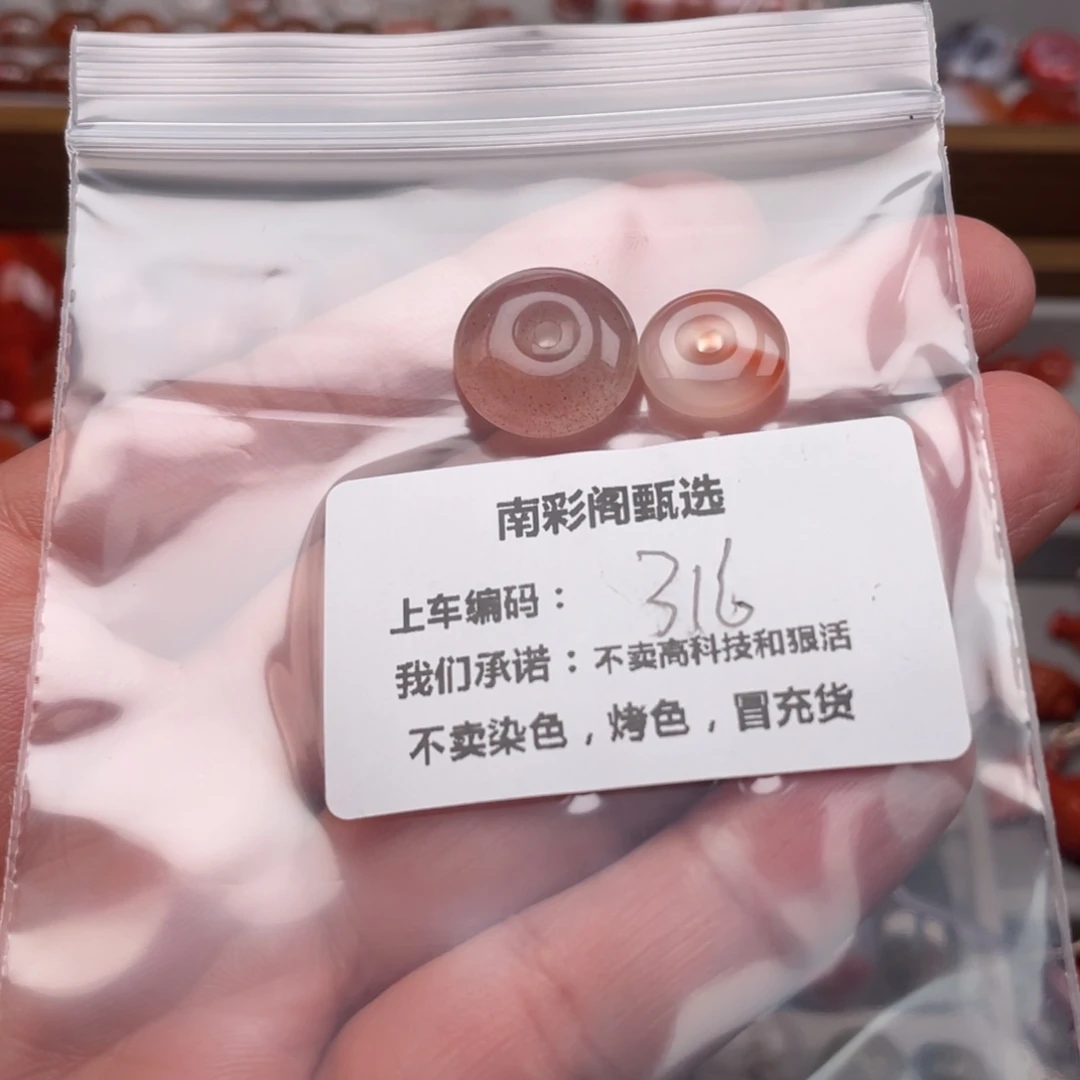 南彩阁甄选
上车编码：316
我们承诺：不卖高科技和狠活
不卖染色，烤色，冒充货